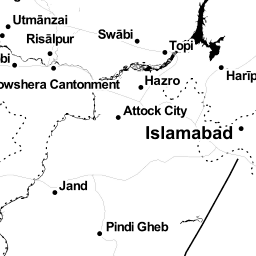 Utmānzai
Swābi
Risālpur
Topi
bi
Harīp
owshera Cantonment
Hazro
Attock City
Islamabad
Jand
Pindi Gheb